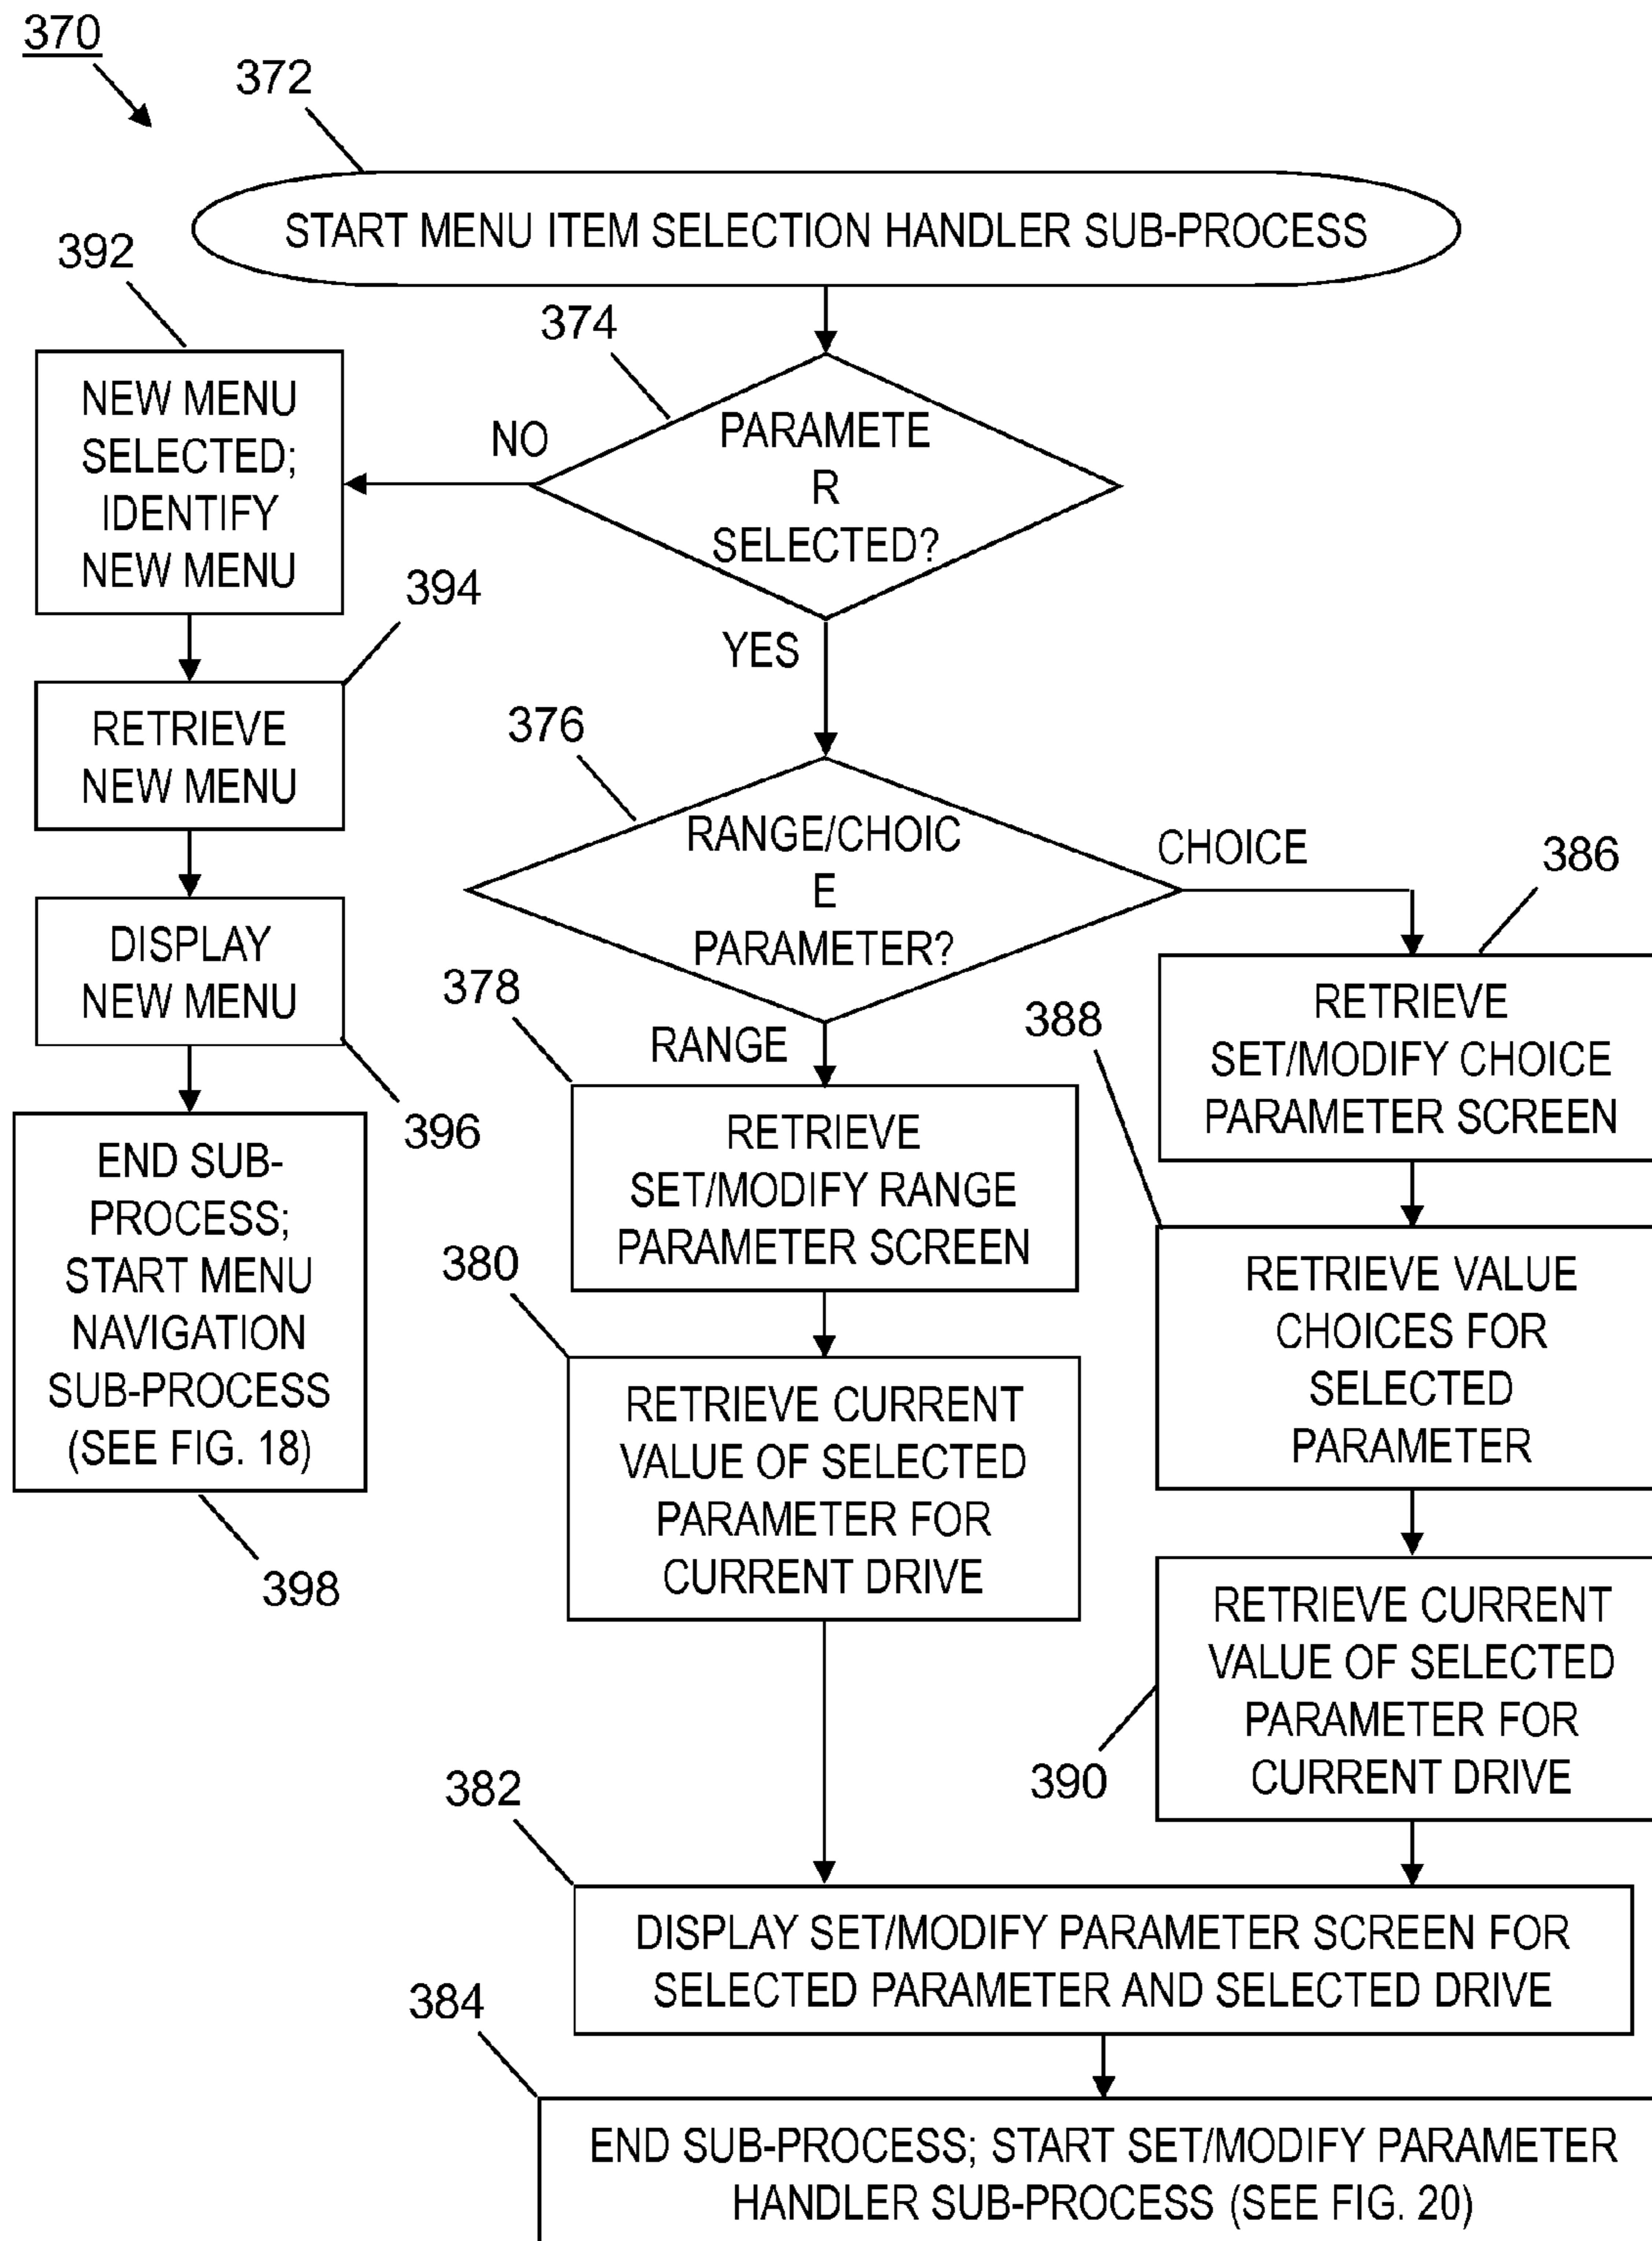 370
372
START MENU ITEM SELECTION HANDLER SUB-PROCESS
392
374
NEW MENU
SELECTED;
IDENTIFY
NEW MENU
NO
PARAMETE
R
SELECTED?
394
YES
RETRIEVE
NEW MENU
376
RANGE/CHOIC
E
PARAMETER?
CHOICE
386
DISPLAY
NEW MENU
396
378
RANGE
388
RETRIEVE
SET/MODIFY CHOICE
PARAMETER SCREEN
END SUB-
PROCESS;
START MENU
NAVIGATION
SUB-PROCESS
(SEE FIG. 18)
398
RETRIEVE
SET/MODIFY RANGE
PARAMETER SCREEN
380
RETRIEVE VALUE
CHOICES FOR
SELECTED
PARAMETER
RETRIEVE CURRENT
VALUE OF SELECTED
PARAMETER FOR
CURRENT DRIVE
RETRIEVE CURRENT
VALUE OF SELECTED
PARAMETER FOR
CURRENT DRIVE
390
382
DISPLAY SET/MODIFY PARAMETER SCREEN FOR
SELECTED PARAMETER AND SELECTED DRIVE
384
END SUB-PROCESS; START SET/MODIFY PARAMETER
HANDLER SUB-PROCESS (SEE FIG. 20)